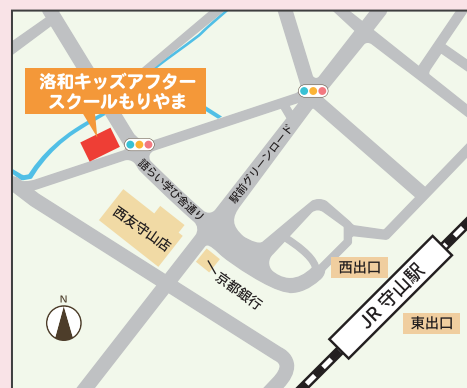 洛和キッズアフター
スクールもりやま
駅前グリーンロード
語らい学び舎通り
西友守山店
京都銀行
西出口
JR 守山駅
東出口
N